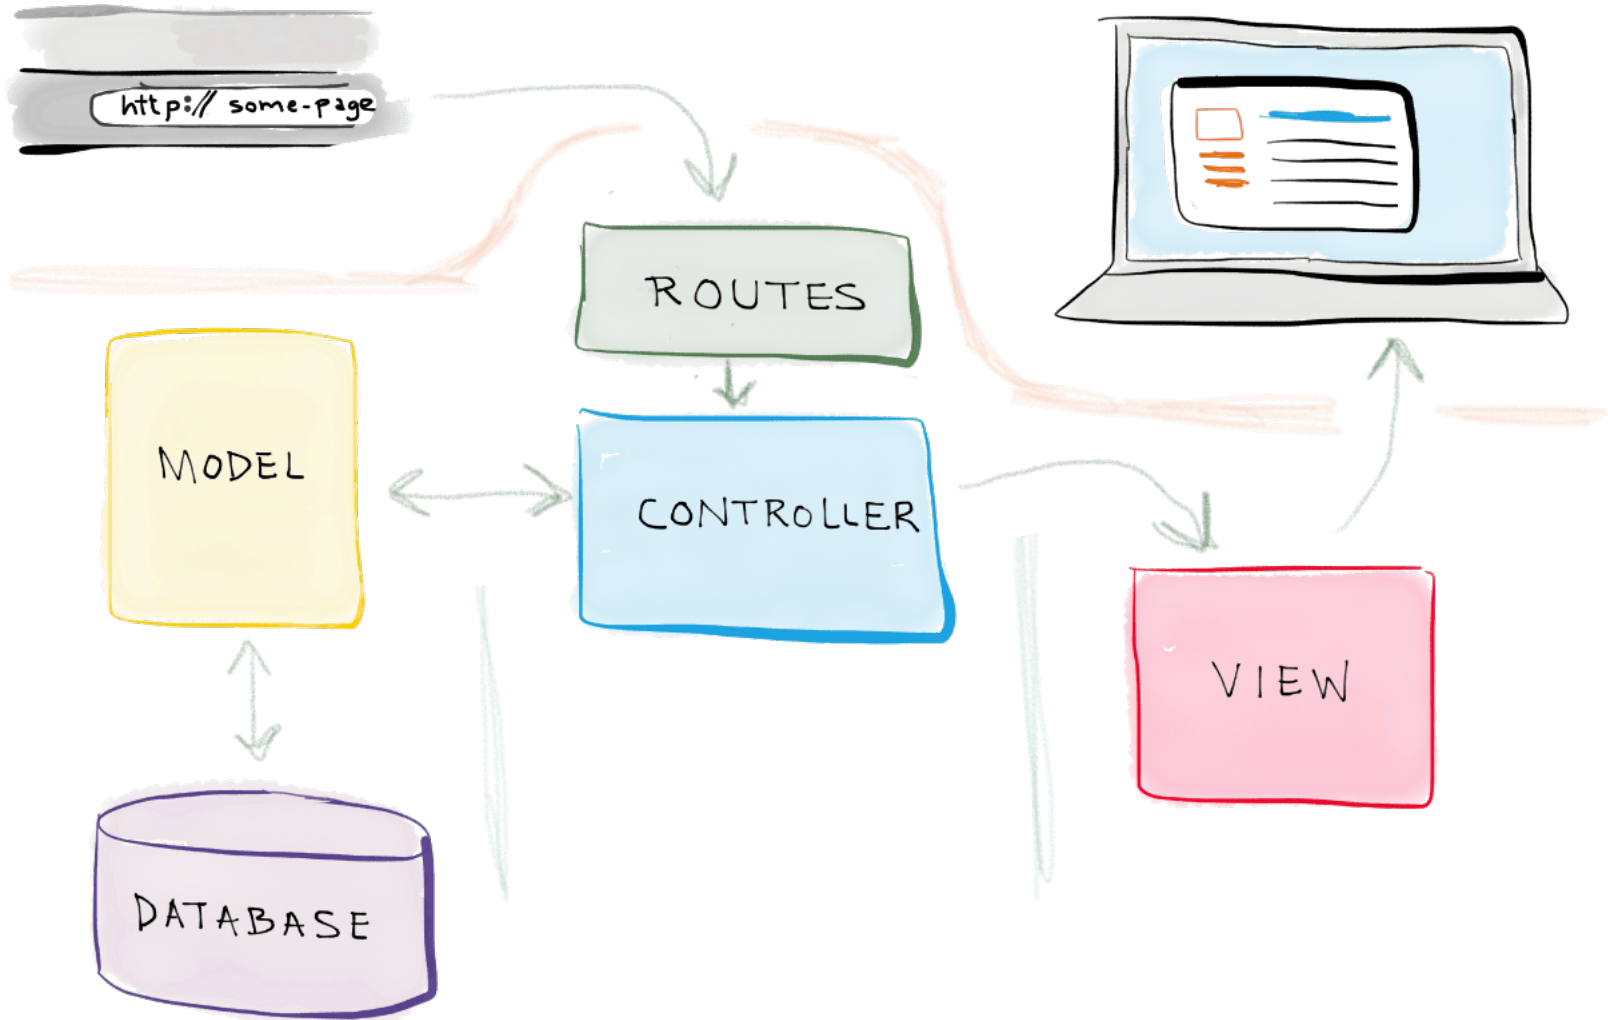 http:// some-page
ROUTES
MODEL
CONTROLLER
VIEW
DATABASE